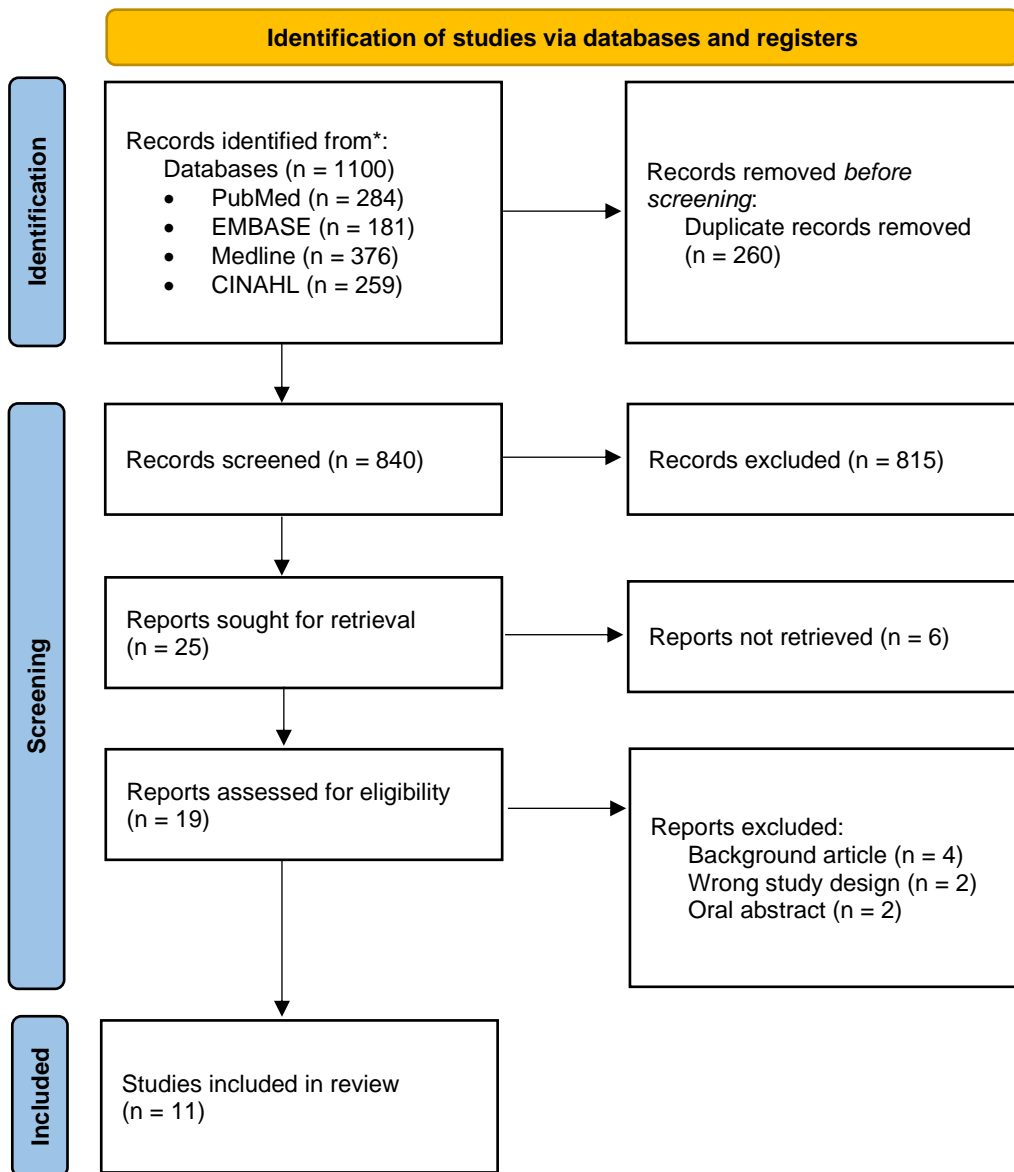 Identification of studies via databases and registers
Identification
Records identified from*:
Databases (n = 1100)
• PubMed (n = 284)
• EMBASE (n = 181)
• Medline (n = 376)
• CINAHL (n = 259)
Records removed before
screening:
Duplicate records removed
(n = 260)
Screening
Records screened (n = 840)
Records excluded (n = 815)
Reports sought for retrieval
(n = 25)
Reports not retrieved (n = 6)
Reports assessed for eligibility
(n = 19)
Reports excluded:
Background article (n = 4)
Wrong study design (n = 2)
Oral abstract (n = 2)
Included
Studies included in review
(n = 11)